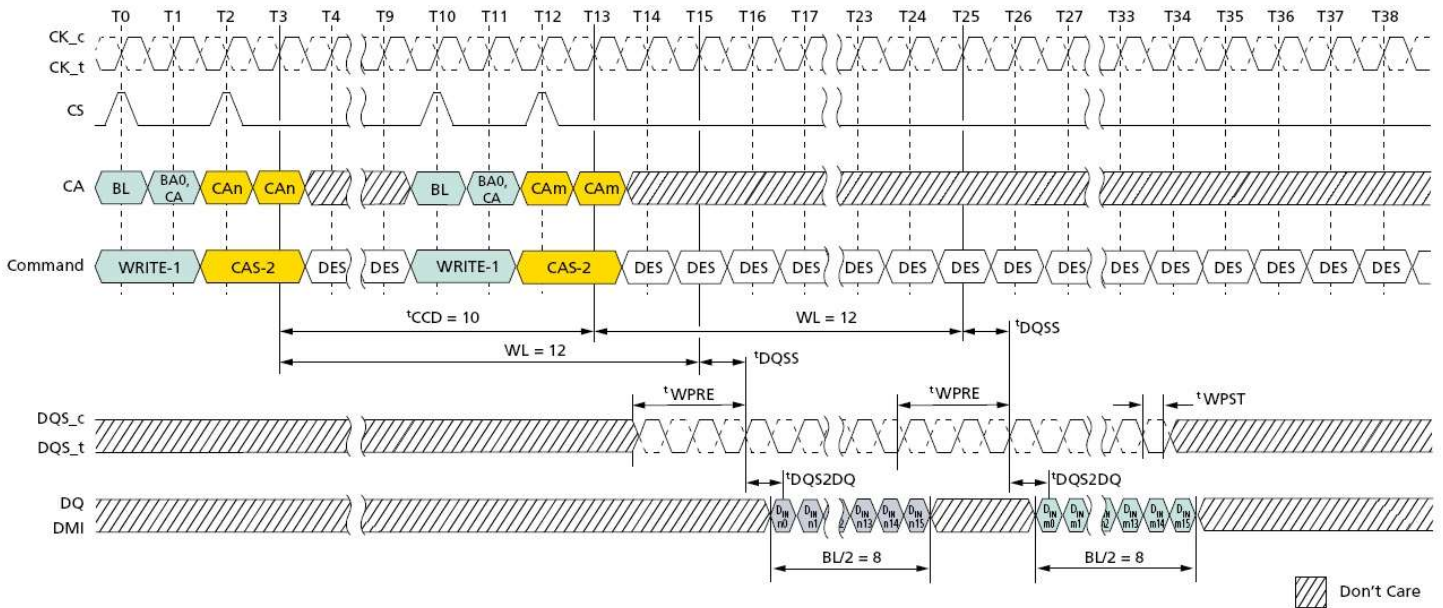 T0 T1 T2 T3 T4 T9 T10 T11 T12 T13 T14 T15 T16 T17 T23 T24 T25 T26 T27 T33 T34 T35 T36 T37 T38
CK_c
CK_t
CS
CA BL BA0, CA CAn CAn BL BA0, CA CAm CAm
Command WRITE-1 CAS-2 DES DES WRITE-1 CAS-2 DES DES DES DES DES DES DES DES DES DES DES DES DES DES DES
tCCD = 10 WL = 12 tDQSS
WL = 12 tDQSS
tWPRE tWPRE tWPST
DQS_c
DQS_t
tDQS2DQ tDQS2DQ
DQ DIN n0 DIN n1 DIN n13 DIN n14 DIN n15 DIN m0 DIN m1 DIN m13 DIN m14 DIN m15
DMI
BL/2 = 8 BL/2 = 8
Don't Care